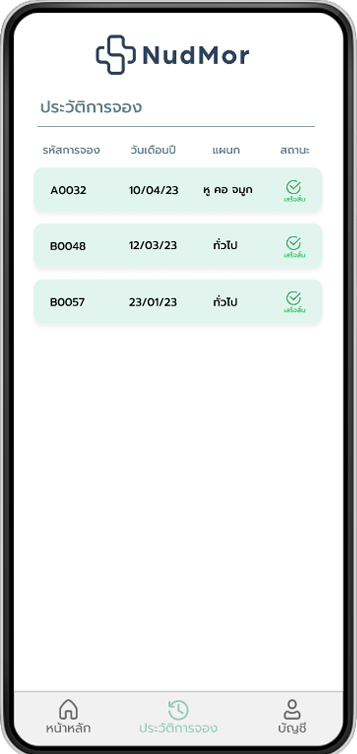 NudMor
ประวัติการจอง
รหัสการจอง วันเดือนปี แผนก สถานะ
A0032 10/04/23 หู คอ จมูก เสร็จสิ้น
B0048 12/03/23 ทั่วไป เสร็จสิ้น
B0057 23/01/23 ทั่วไป เสร็จสิ้น
หน้าหลัก ประวัติการจอง บัญชี